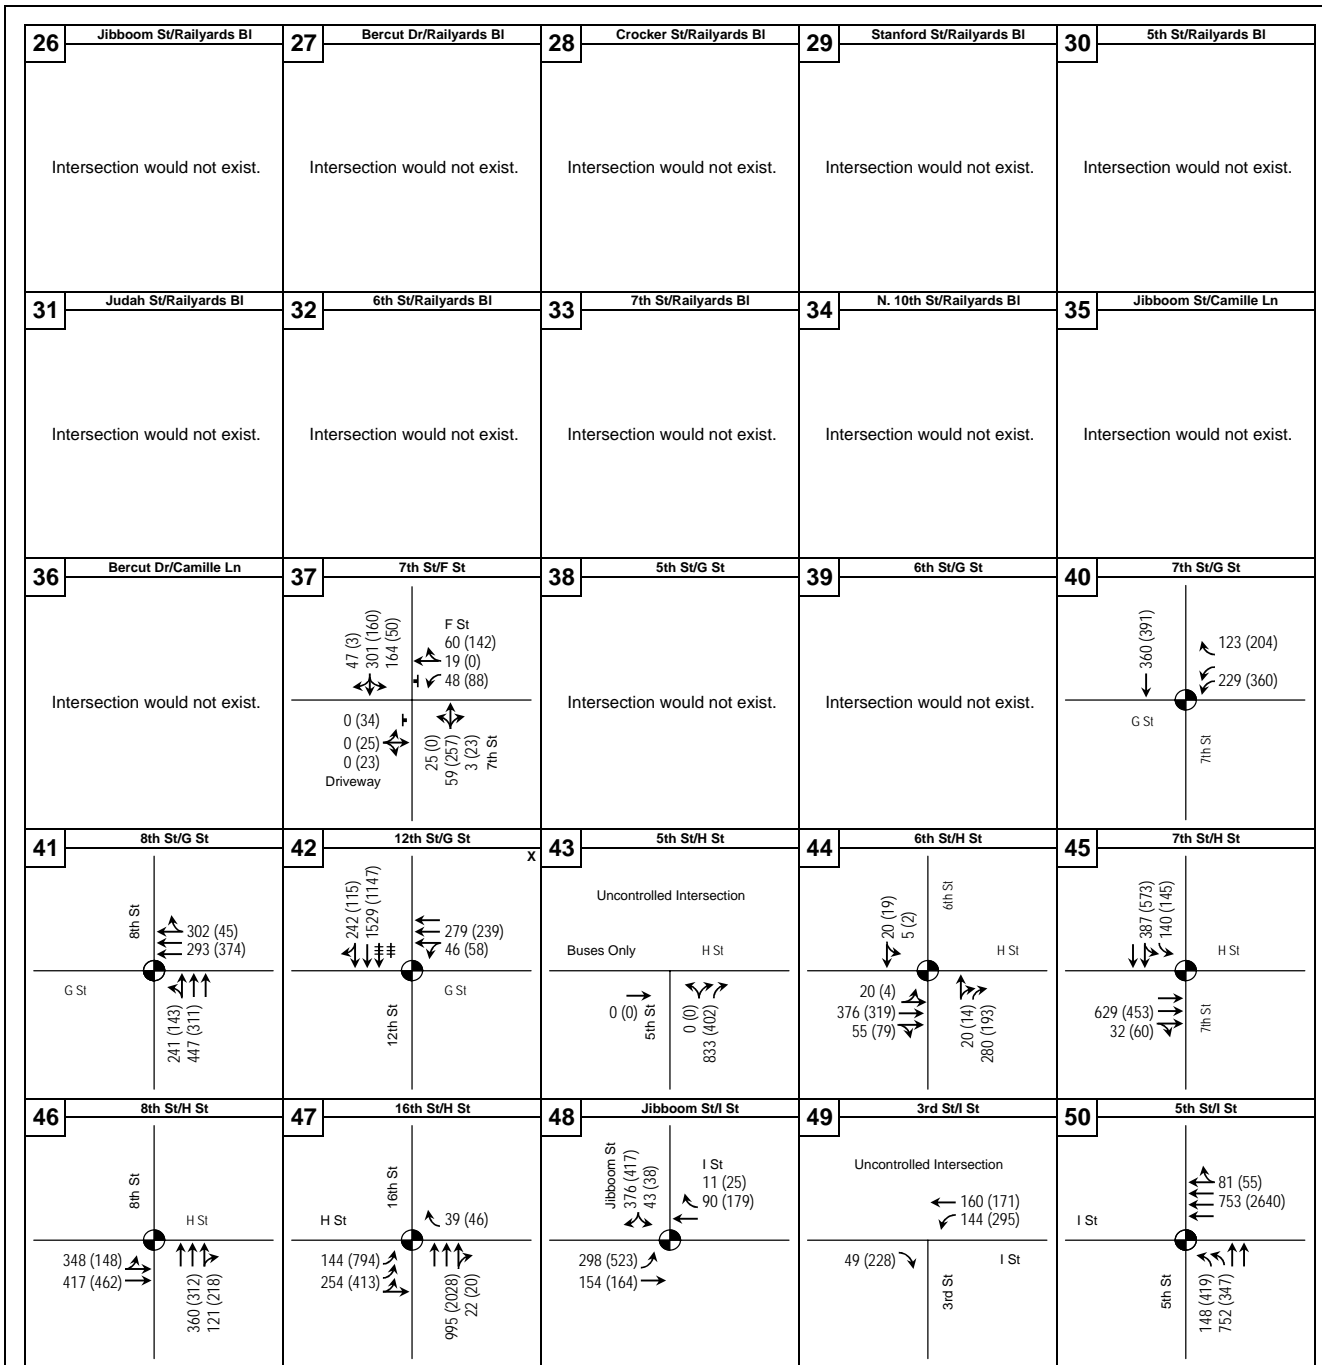 26 Jibboom St/Railyards Bl
Intersection would not exist.
27 Bercut Dr/Railyards Bl
Intersection would not exist.
28 Crocker St/Railyards Bl
Intersection would not exist.
29 Stanford St/Railyards Bl
Intersection would not exist.
30 5th St/Railyards Bl
Intersection would not exist.
31 Judah St/Railyards Bl
Intersection would not exist.
32 6th St/Railyards Bl
Intersection would not exist.
33 7th St/Railyards Bl
Intersection would not exist.
34 N. 10th St/Railyards Bl
Intersection would not exist.
35 Jibboom St/Camille Ln
Intersection would not exist.
36 Bercut Dr/Camille Ln
Intersection would not exist.
37 7th St/F St
47 (3)
301 (160)
164 (50)
F St
60 (142)
19 (0)
48 (88)
0 (34)
0 (25)
0 (23)
Driveway
25 (0)
59 (257)
3 (23)
7th St
38 5th St/G St
Intersection would not exist.
39 6th St/G St
Intersection would not exist.
40 7th St/G St
360 (391)
123 (204)
229 (360)
G St
7th St
41 8th St/G St
8th St
302 (45)
293 (374)
G St
241 (143)
447 (311)
42 12th St/G St
X
242 (115)
1529 (1147)
279 (239)
46 (58)
12th St
G St
43 5th St/H St
Uncontrolled Intersection
Buses Only
H St
0 (0)
5th St
0 (0)
833 (402)
44 6th St/H St
20 (19)
5 (2)
6th St
H St
20 (4)
376 (319)
55 (79)
20 (14)
280 (193)
45 7th St/H St
387 (573)
140 (145)
H St
629 (453)
32 (60)
7th St
46 8th St/H St
8th St
H St
348 (148)
417 (462)
360 (312)
121 (218)
47 16th St/H St
16th St
H St
39 (46)
144 (794)
254 (413)
995 (2028)
22 (20)
48 Jibboom St/I St
Jibboom St
376 (417)
43 (38)
I St
11 (25)
90 (179)
298 (523)
154 (164)
49 3rd St/I St
Uncontrolled Intersection
160 (171)
144 (295)
49 (228)
I St
3rd St
50 5th St/I St
81 (55)
753 (2640)
I St
5th St
148 (419)
752 (347)